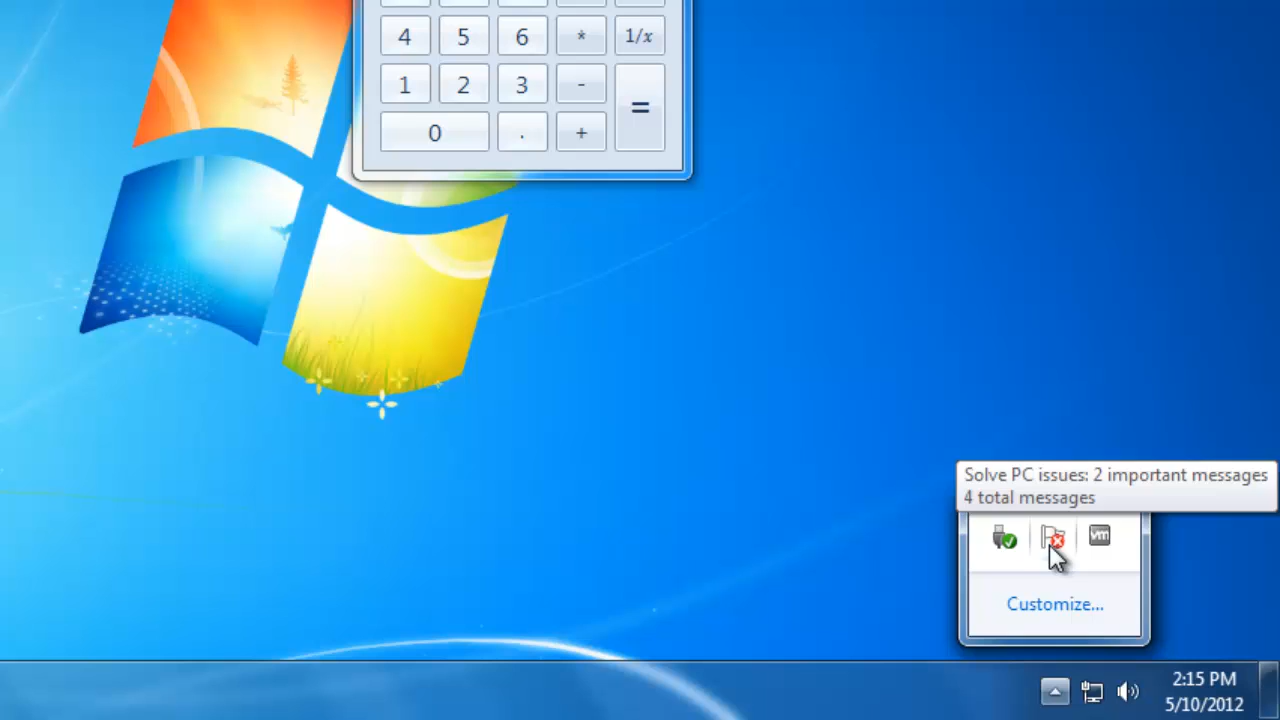 4 5 6 * 1/x
1 2 3 - =
0 . +
Solve PC issues: 2 important messages
4 total messages
vm
Customize...
2:15 PM
5/10/2012